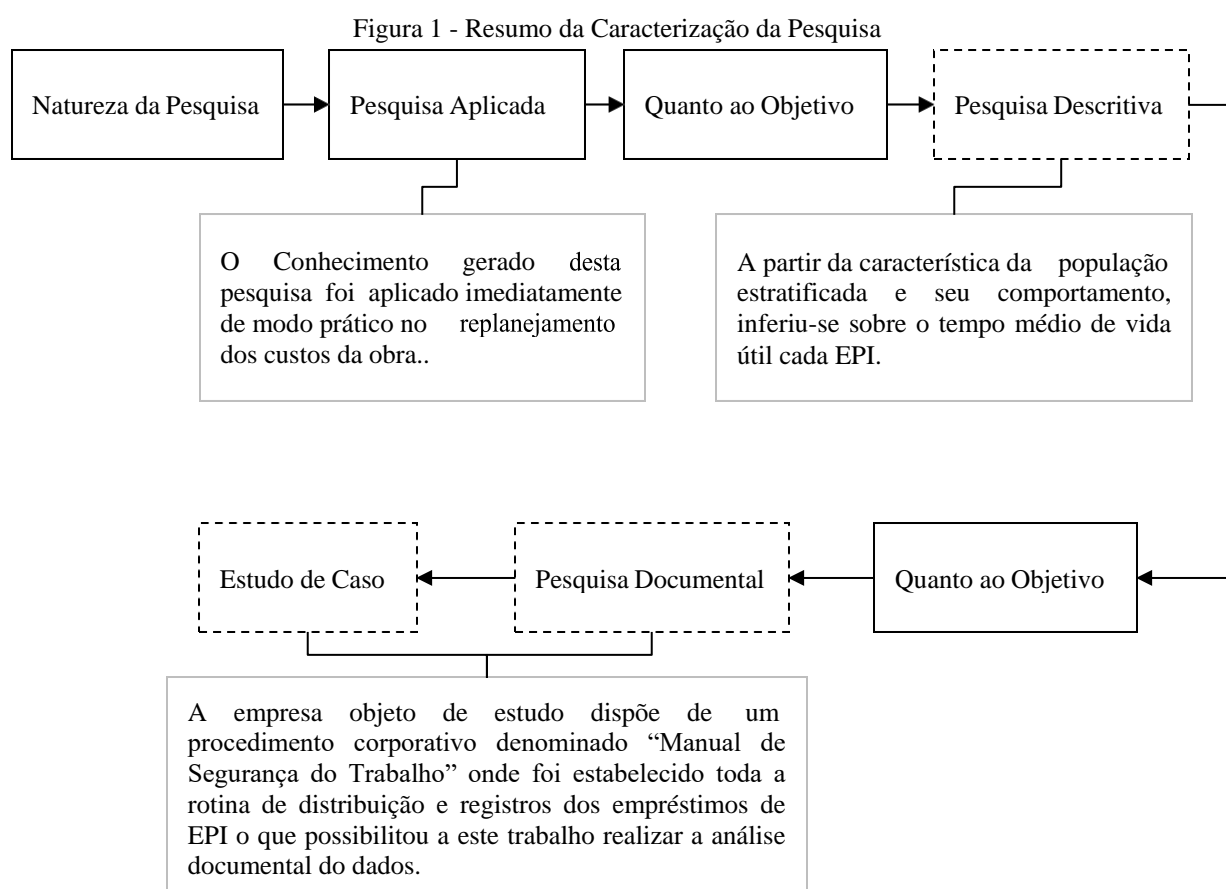 Figura 1 - Resumo da Caracterização da Pesquisa
Natureza da Pesquisa
Pesquisa Aplicada
Quanto ao Objetivo
Pesquisa Descritiva
O Conhecimento gerado desta
pesquisa foi aplicado imediatamente
de modo prático no replanejamento
dos custos da obra..
A partir da característica da população
estratificada e seu comportamento,
inferiu-se sobre o tempo médio de vida
útil cada EPI.
Estudo de Caso
Pesquisa Documental
Quanto ao Objetivo
A empresa objeto de estudo dispõe de um
procedimento corporativo denominado “Manual de
Segurança do Trabalho” onde foi estabelecido toda a
rotina de distribuição e registros dos empréstimos de
EPI o que possibilitou a este trabalho realizar a análise
documental do dados.